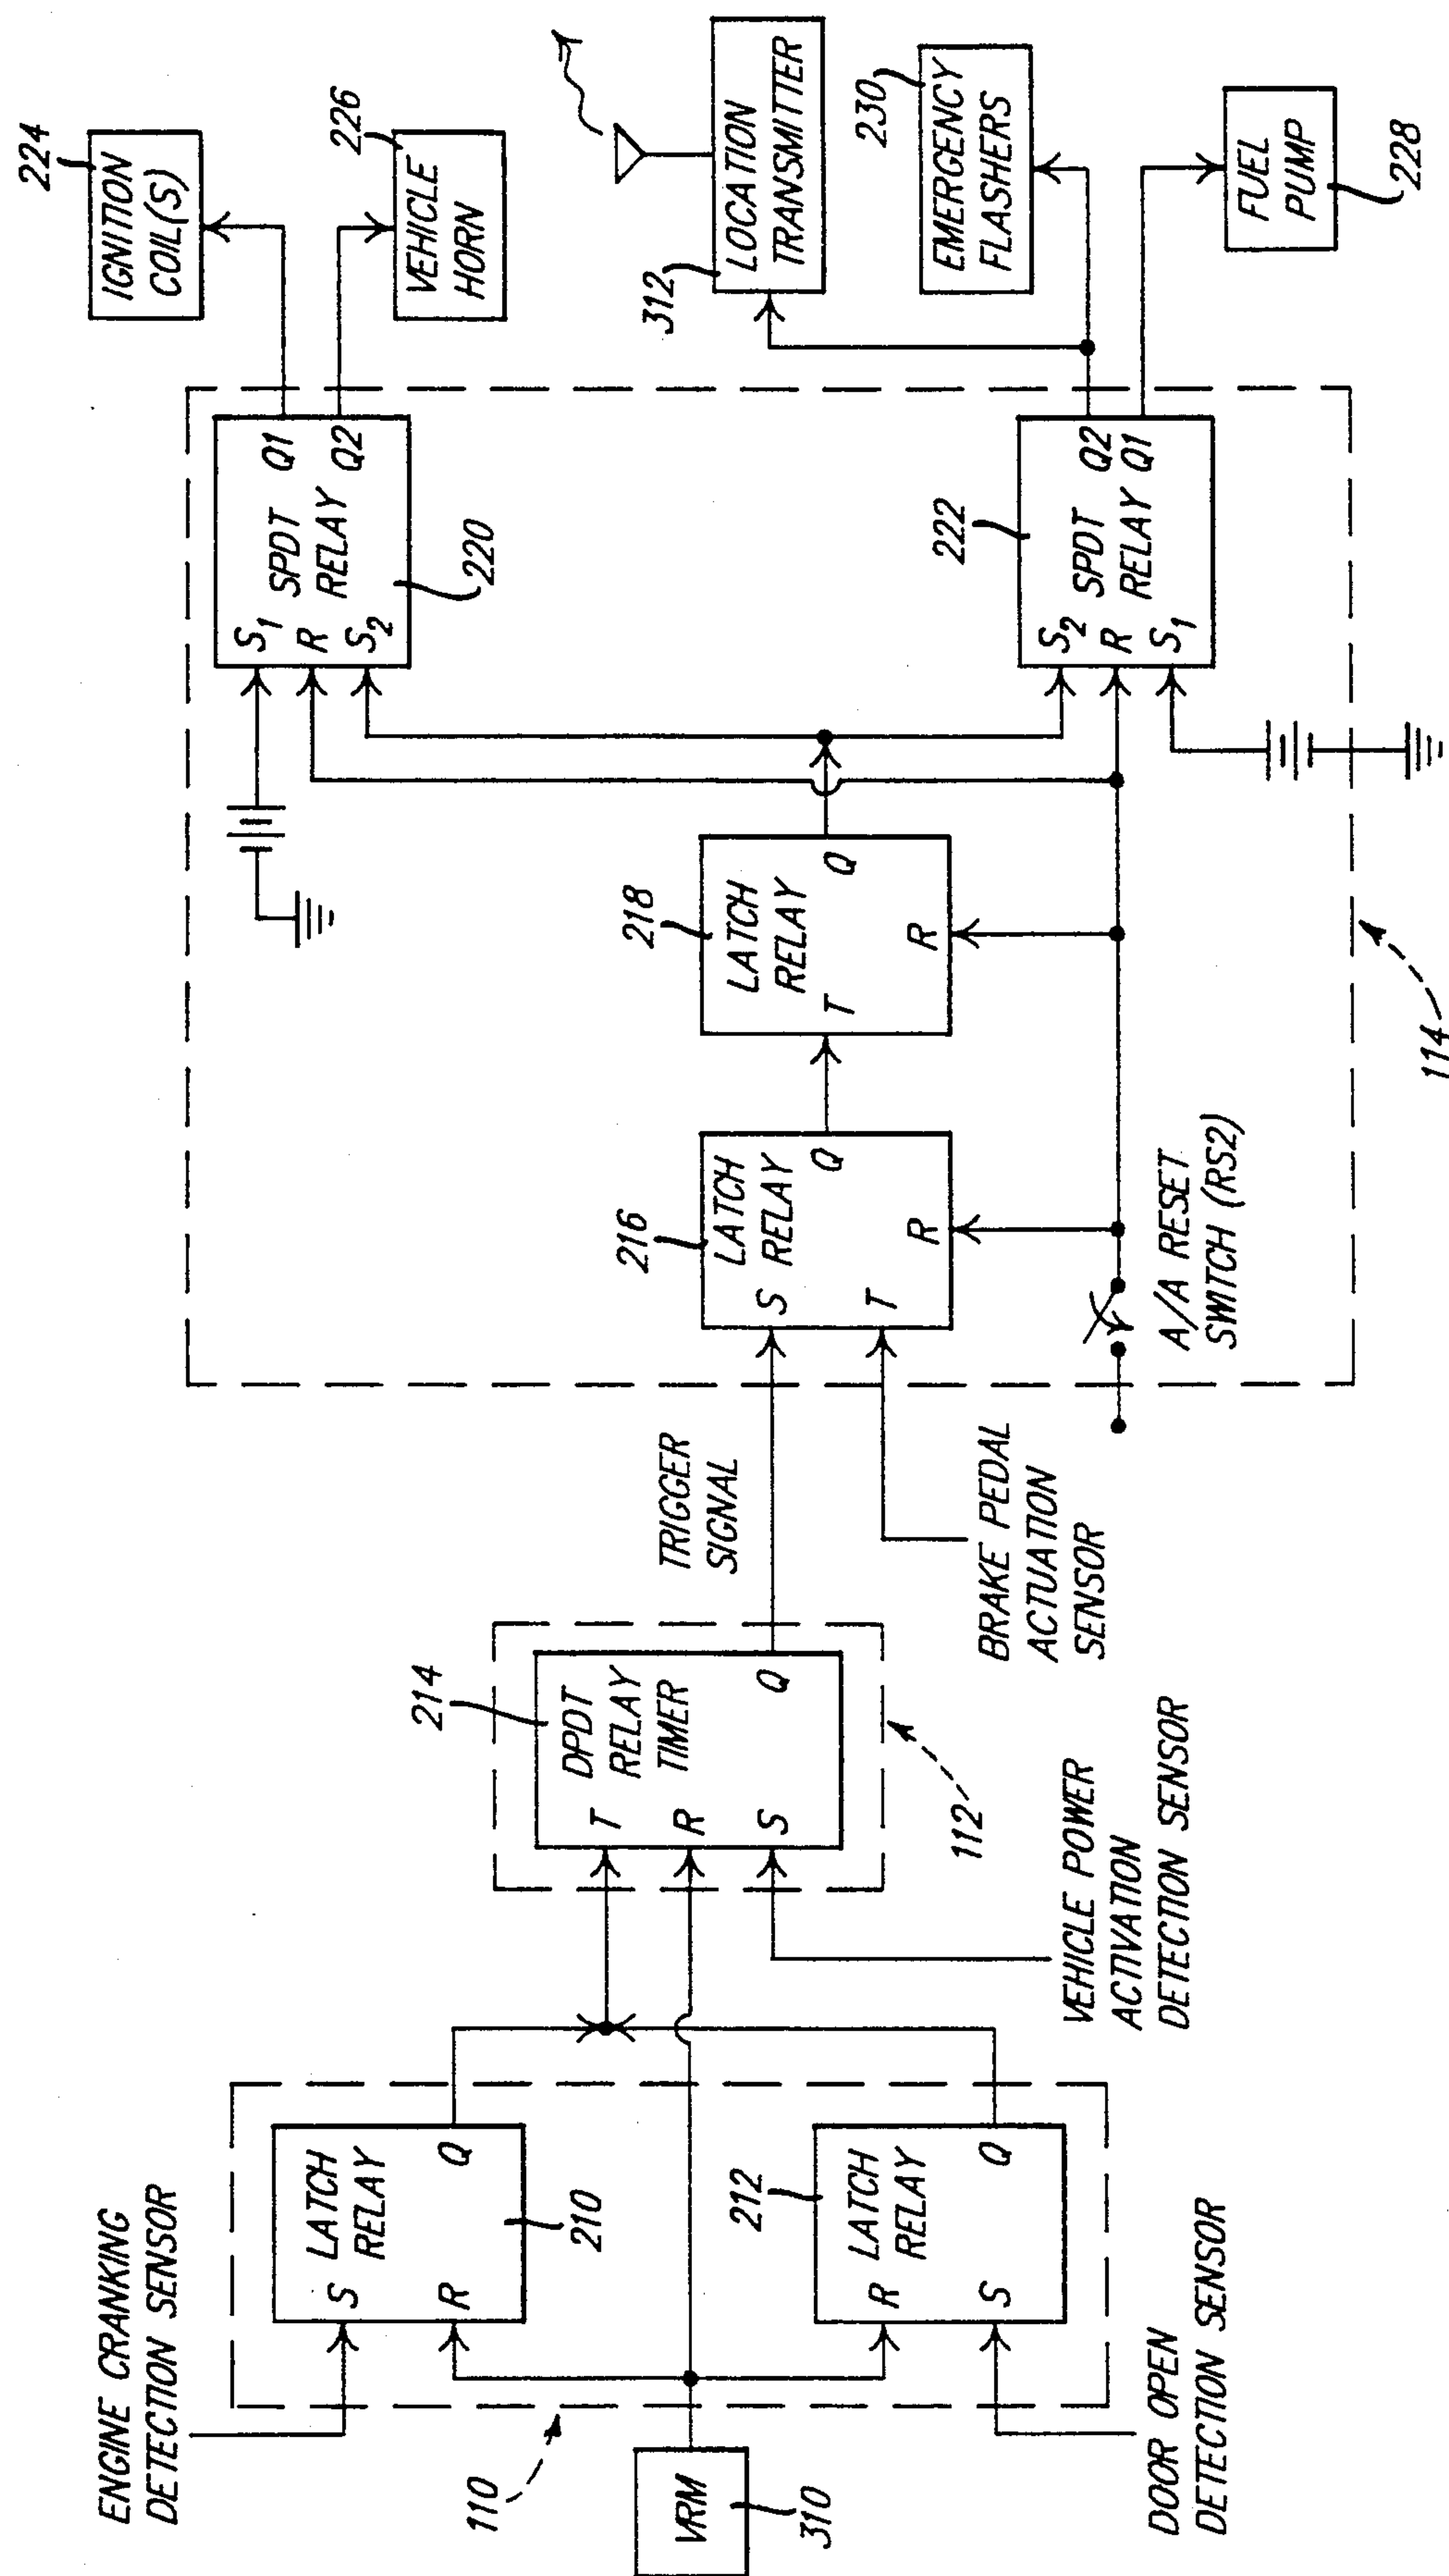 ENGINE CRANKING
DETECTION SENSOR
110
VRM
310
DOOR OPEN
DETECTION SENSOR
S
LATCH
RELAY
R
Q
210
212
LATCH
RELAY
R
S
Q
214
DPDT
RELAY
TIMER
T
R
S
Q
112
VEHICLE POWER
ACTIVATION
DETECTION SENSOR
TRIGGER
SIGNAL
BRAKE PEDAL
ACTUATION
SENSOR
216
LATCH
RELAY
S
T
Q
R
A/A RESET
SWITCH (RS2)
218
LATCH
RELAY
T
Q
R
114
S1
R
S2
SPDT
RELAY
Q1
Q2
220
222
S2
R
S1
SPDT
RELAY
Q2
Q1
224
IGNITION
COIL(S)
226
VEHICLE
HORN
312
LOCATION
TRANSMITTER
230
EMERGENCY
FLASHERS
FUEL
PUMP
228